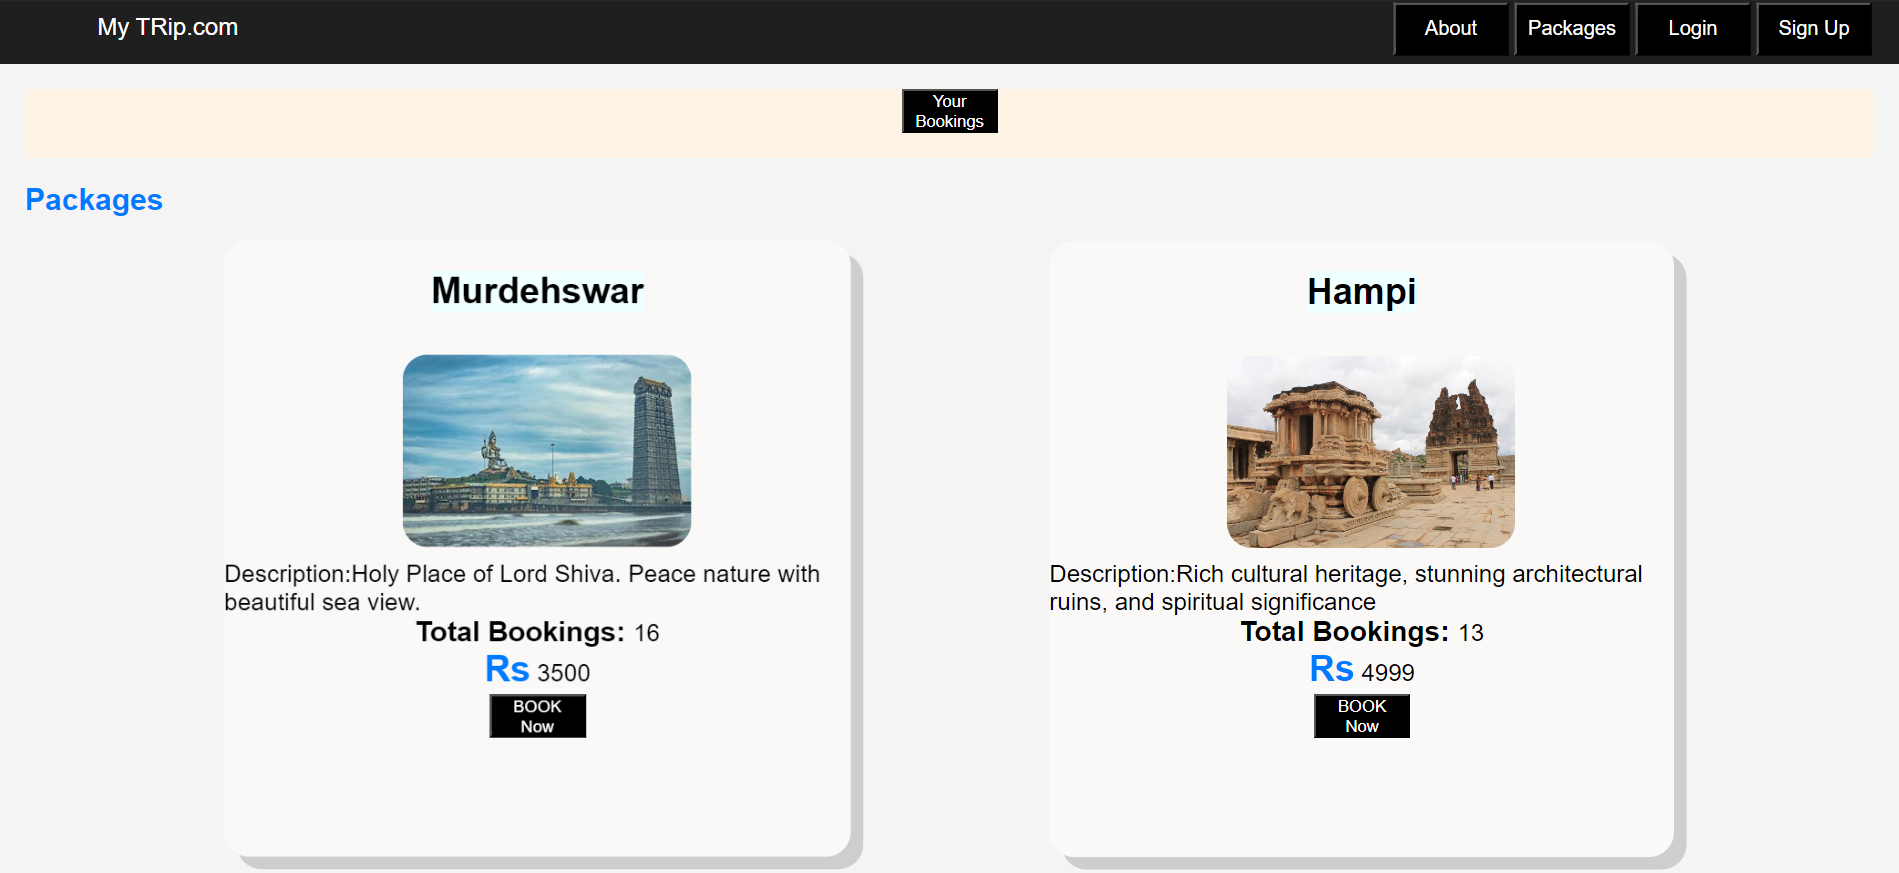 My TRip.com
About
Packages
Login
Sign Up
Your
Bookings
Packages
Murdehswar
Description:Holy Place of Lord Shiva. Peace nature with
beautiful sea view.
Total Bookings: 16
Rs 3500
BOOK
Now
Hampi
Description:Rich cultural heritage, stunning architectural
ruins, and spiritual significance
Total Bookings: 13
Rs 4999
BOOK
Now